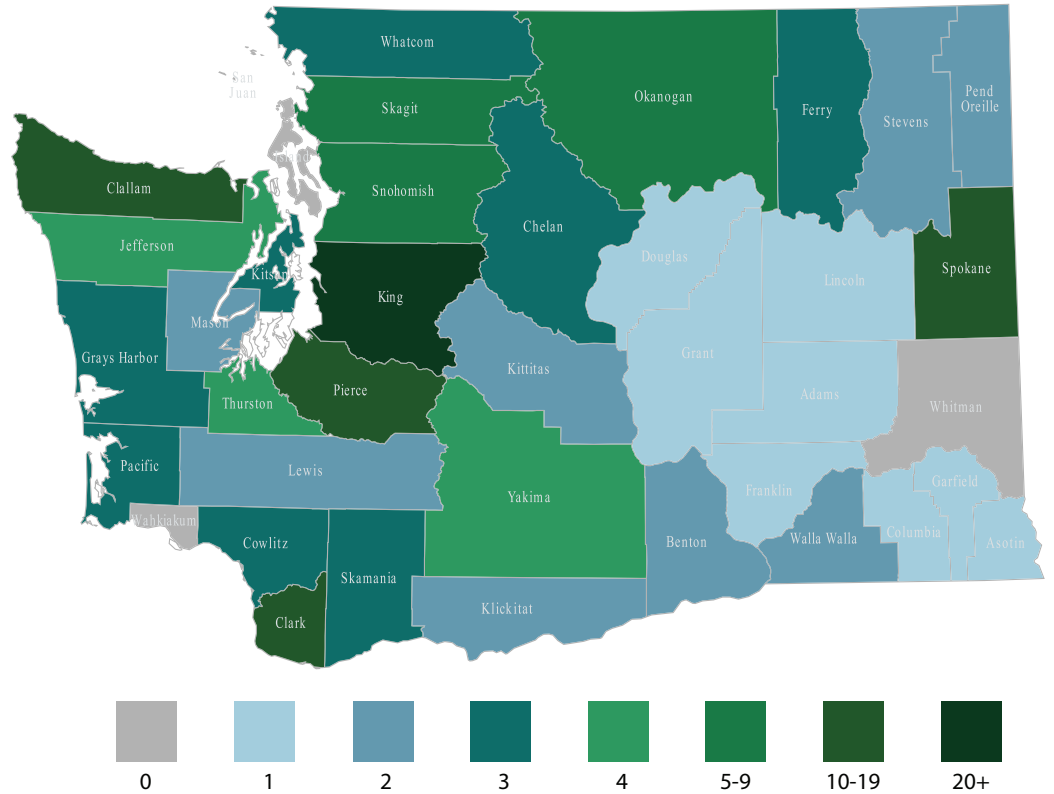 Whatcom
San
Juan
Skagit
Okanogan
Ferry
Stevens
Pend
Oreille
Island
Clallam
Snohomish
Chelan
Jefferson
Kitsap
Douglas
Lincoln
Spokane
King
Mason
Grays Harbor
Kittitas
Grant
Pierce
Thurston
Adams
Whitman
Pacific
Lewis
Yakima
Franklin
Garfield
Wahkiakum
Cowlitz
Skamania
Benton
Walla Walla
Columbia
Asotin
Clark
Klickitat
0 1 2 3 4 5-9 10-19 20+